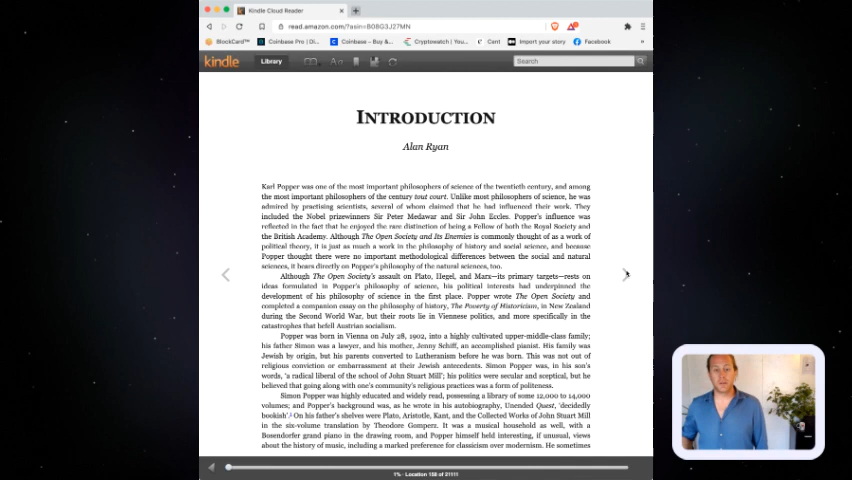 Kindle Cloud Reader
read.amazon.com/?asin=B08G3J27MN
BlockCard™ Coinbase Pro | Di... Coinbase – Buy &... Cryptowatch | You... Cent Import your story Facebook
kindle Library Search
INTRODUCTION
Alan Ryan
Karl Popper was one of the most important philosophers of science of the twentieth century, and among
the most important philosophers of the century tout court. Unlike most philosophers of science, he was
admired by practising scientists, several of whom claimed that he had influenced their work. They
included the Nobel prizewinners Sir Peter Medawar and Sir John Eccles. Popper's influence was
reflected in the fact that he enjoyed the rare distinction of being a Fellow of both the Royal Society and
the British Academy. Although The Open Society and Its Enemies is commonly thought of as a work of
political theory, it is just as much a work in the philosophy of history and social science, and because
Popper thought there were no important methodological differences between the social and natural
sciences, it bears directly on Popper's philosophy of the natural sciences, too.
Although The Open Society's assault on Plato, Hegel, and Marx—its primary targets—rests on
ideas formulated in Popper's philosophy of science, his political interests had underpinned the
development of his philosophy of science in the first place. Popper wrote The Open Society and
completed a companion essay on the philosophy of history, The Poverty of Historicism, in New Zealand
during the Second World War, but their roots lie in Viennese politics, and more specifically in the
catastrophes that befell Austrian socialism.
Popper was born in Vienna on July 28, 1902, into a highly cultivated upper-middle-class family;
his father Simon was a lawyer, and his mother, Jenny Schiff, an accomplished pianist. His family was
Jewish by origin, but his parents converted to Lutheranism before he was born. This was not out of
religious conviction or embarrassment at their Jewish antecedents. Simon Popper was, in his son's
words, 'a radical liberal of the school of John Stuart Mill'; his politics were secular and sceptical, but he
believed that going along with one's community's religious practices was a form of politeness.
Simon Popper was highly educated and widely read, possessing a library of some 12,000 to 14,000
volumes; and Popper's background was, as he wrote in his autobiography, Unended Quest, 'decidedly
bookish'. On his father's shelves were Plato, Aristotle, Kant, and the Collected Works of John Stuart Mill
in the six-volume translation by Theodore Gomperz. It was a musical household as well, with a
Bosendorfer grand piano in the drawing room, and Popper himself held interesting, if unusual, views
about the history of music, including a marked preference for classicism over modernism. He sometimes
1% · Location 158 of 21111